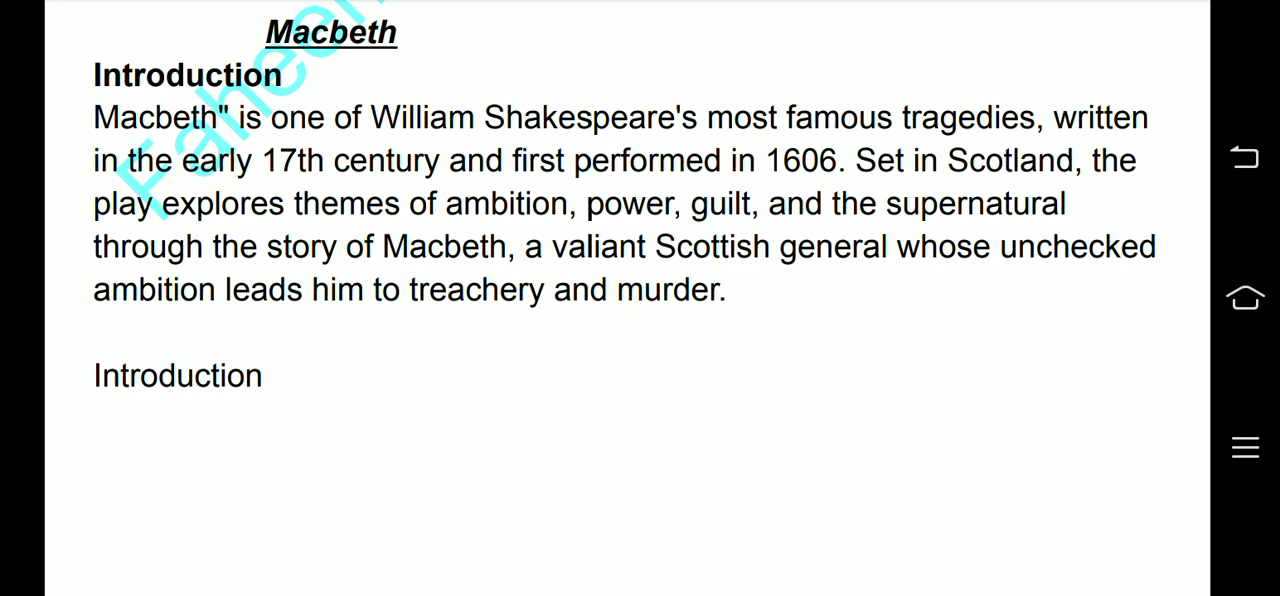 Macbeth
Introduction
Macbeth" is one of William Shakespeare's most famous tragedies, written
in the early 17th century and first performed in 1606. Set in Scotland, the
play explores themes of ambition, power, guilt, and the supernatural
through the story of Macbeth, a valiant Scottish general whose unchecked
ambition leads him to treachery and murder.
Introduction